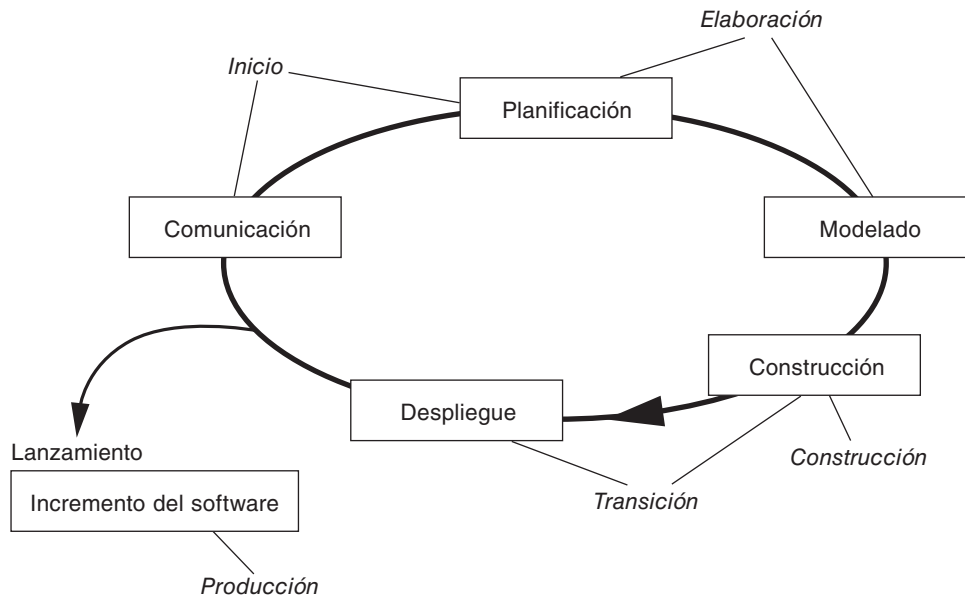 Elaboración
Inicio
Planificación
Comunicación
Modelado
Construcción
Despliegue
Lanzamiento
Construcción
Incremento del software
Transición
Producción